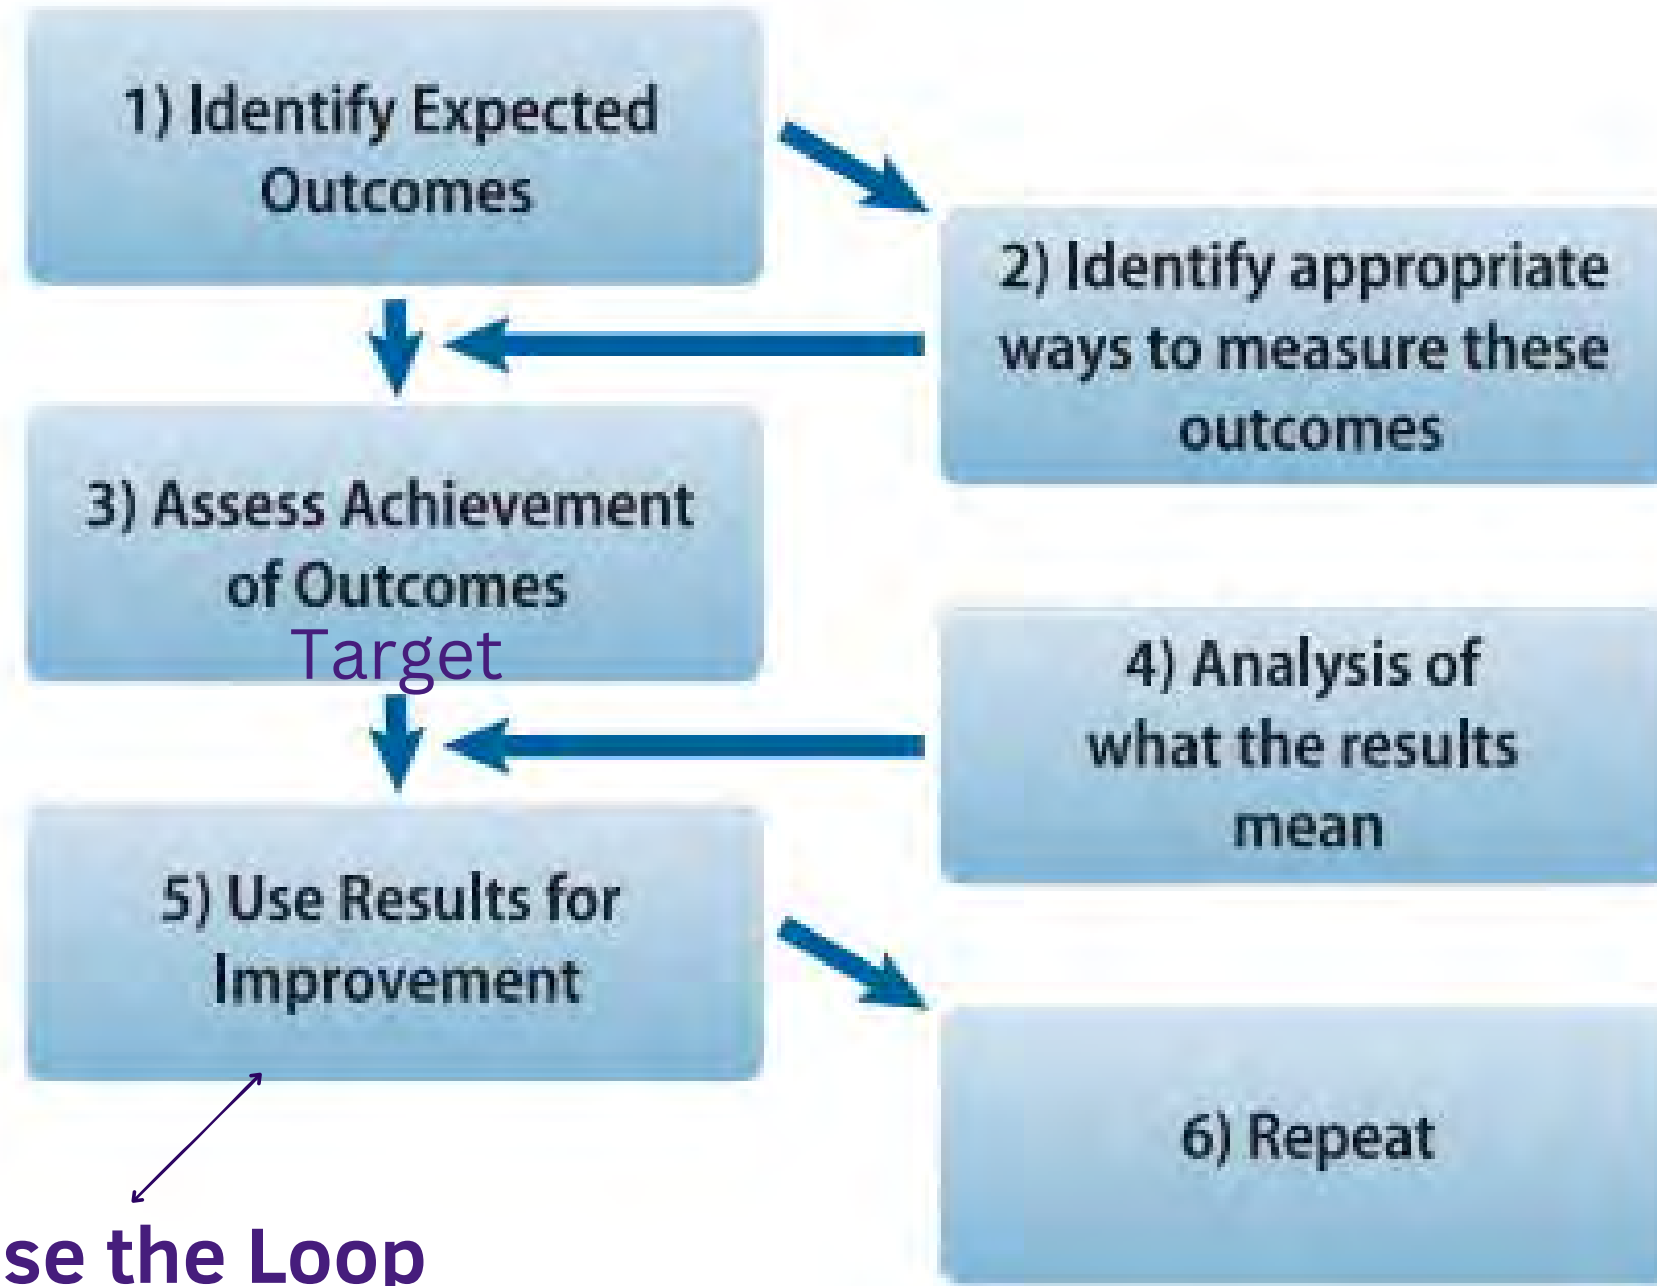 1) Identify Expected
Outcomes
2) Identify appropriate
ways to measure these
outcomes
3) Assess Achievement
of Outcomes
Target
4) Analysis of
what the results
mean
5) Use Results for
Improvement
6) Repeat
se the Loop